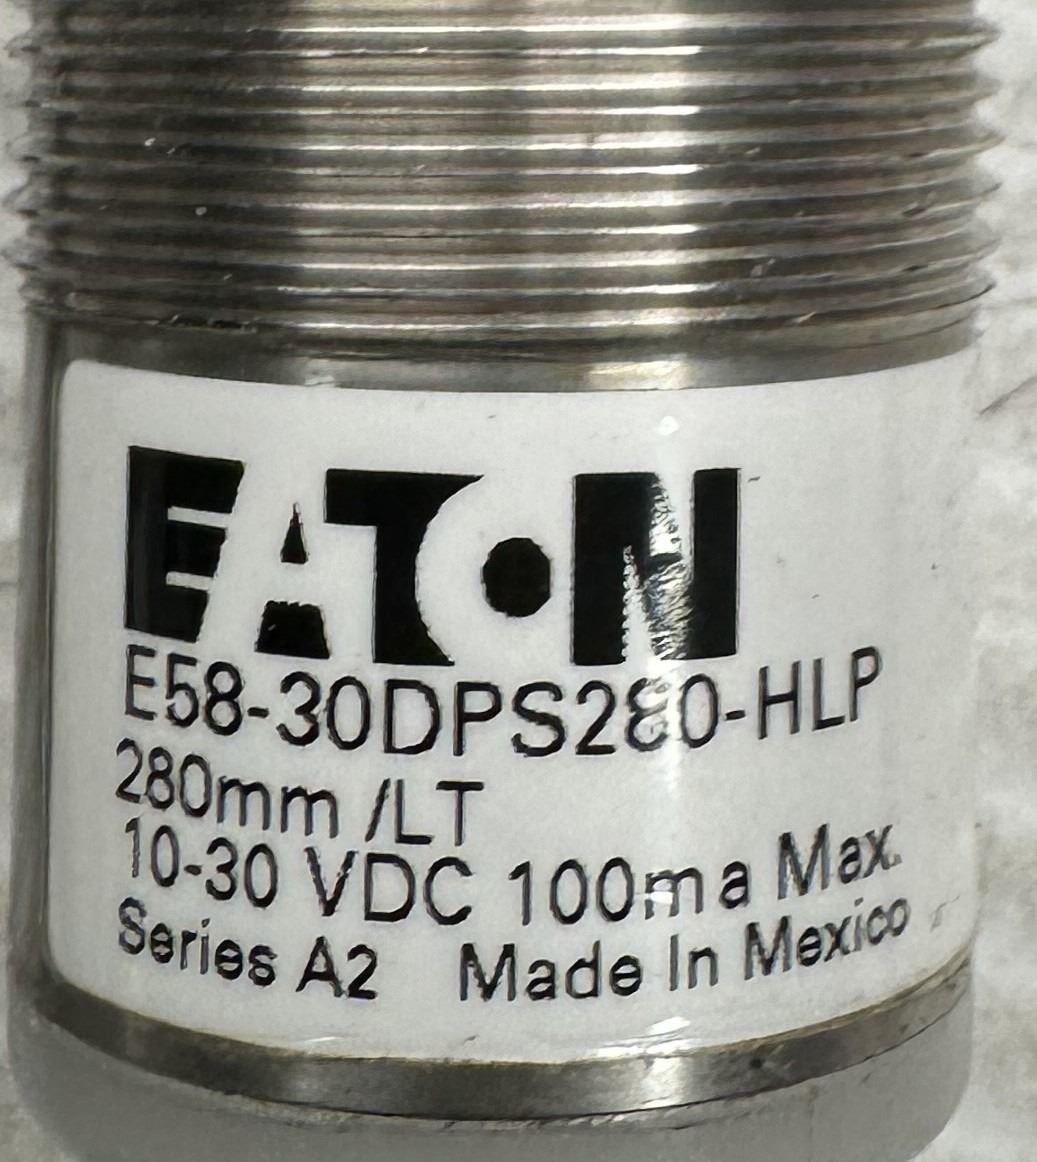 EATON
E58-30DPS280-HLP
280mm /LT
10-30 VDC 100ma Max.
Series A2 Made In Mexico